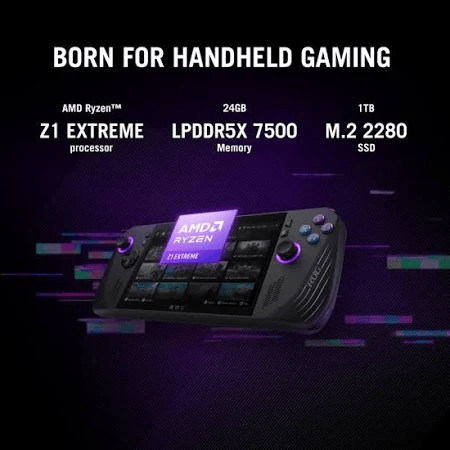 BORN FOR HANDHELD GAMING
AMD Ryzen™
Z1 EXTREME
processor
24GB
LPDDR5X 7500
Memory
1TB
M.2 2280
SSD
AMD
RYZEN
Z1 EXTREME
ROG